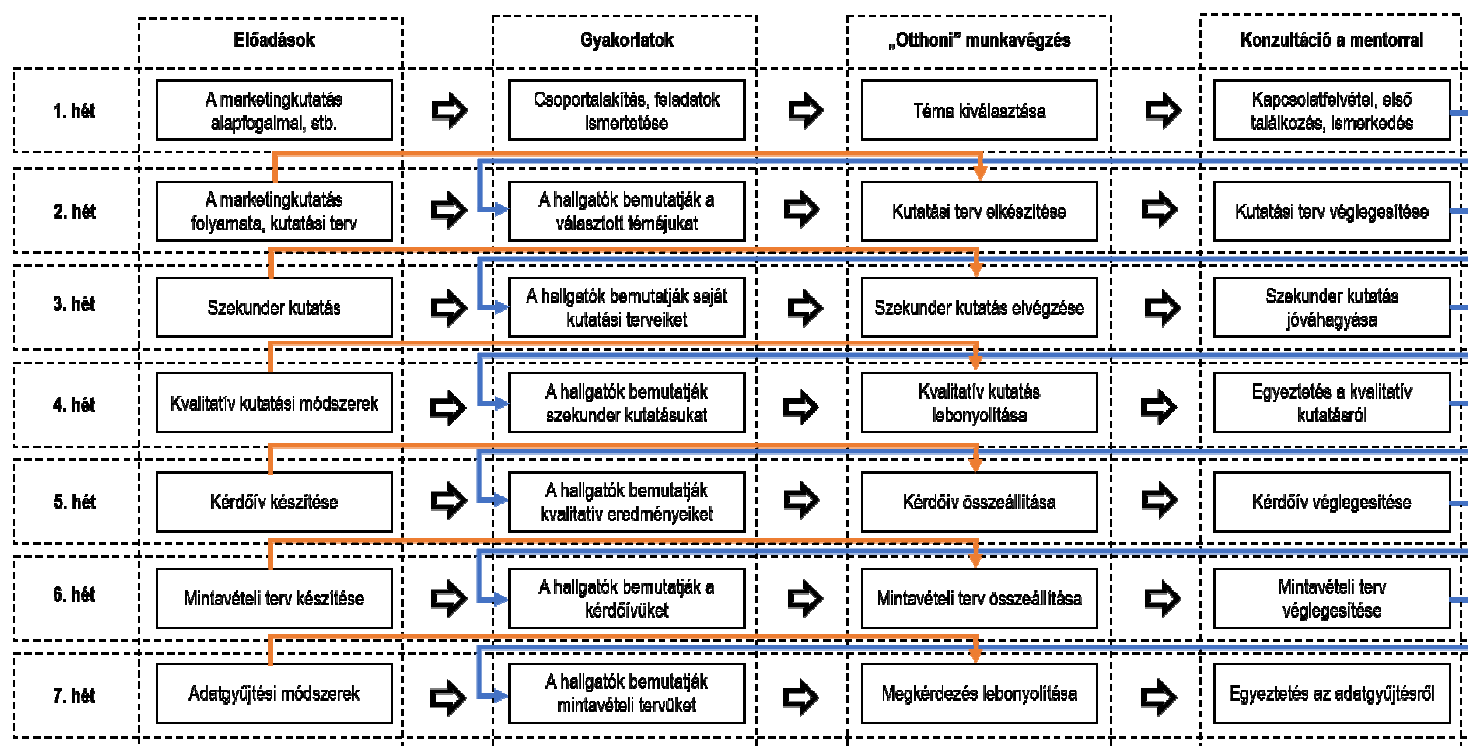 Előadások
Gyakorlatok
„Otthoni” munkavégzés
Konzultáció a mentorral
1. hét
A marketingkutatás
alapfogalmai, stb.
Csoportalakítás, feladatok
ismertetése
Téma kiválasztása
Kapcsolatfelvétel, első
találkozás, ismerkedés
2. hét
A marketingkutatás
folyamata, kutatási terv
A hallgatók bemutatják a
választott témájukat
Kutatási terv elkészítése
Kutatási terv véglegesítése
3. hét
Szekunder kutatás
A hallgatók bemutatják saját
kutatási terveiket
Szekunder kutatás elvégzése
Szekunder kutatás
jóváhagyása
4. hét
Kvalitatív kutatási módszerek
A hallgatók bemutatják
szekunder kutatásukat
Kvalitatív kutatás
lebonyolítása
Egyeztetés a kvalitatív
kutatásról
5. hét
Kérdőív készítése
A hallgatók bemutatják
kvalitatív eredményeiket
Kérdőív összeállítása
Kérdőív véglegesítése
6. hét
Mintavételi terv készítése
A hallgatók bemutatják a
kérdőívüket
Mintavételi terv összeállítása
Mintavételi terv
véglegesítése
7. hét
Adatgyűjtési módszerek
A hallgatók bemutatják
mintavételi tervüket
Megkérdezés lebonyolítása
Egyeztetés az adatgyűjtésről